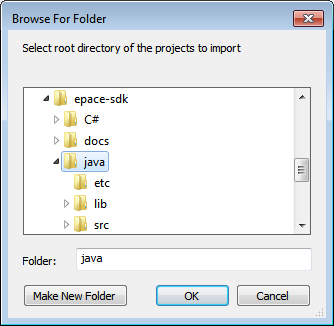 Browse For Folder
Select root directory of the projects to import
epace-sdk
C#
docs
java
etc
lib
src
Folder: java
Make New Folder OK Cancel